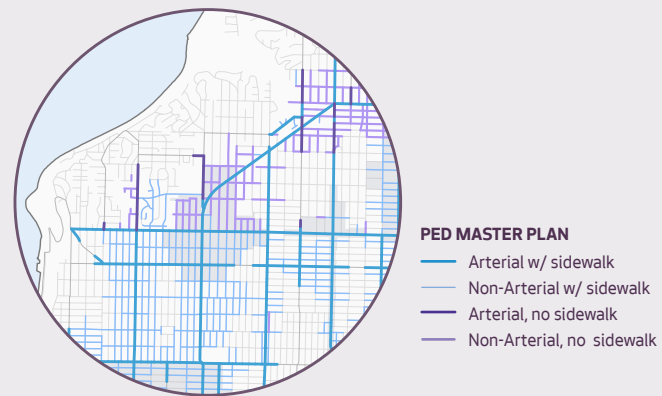 PED MASTER PLAN
Arterial w/ sidewalk
Non-Arterial w/ sidewalk
Arterial, no sidewalk
Non-Arterial, no sidewalk